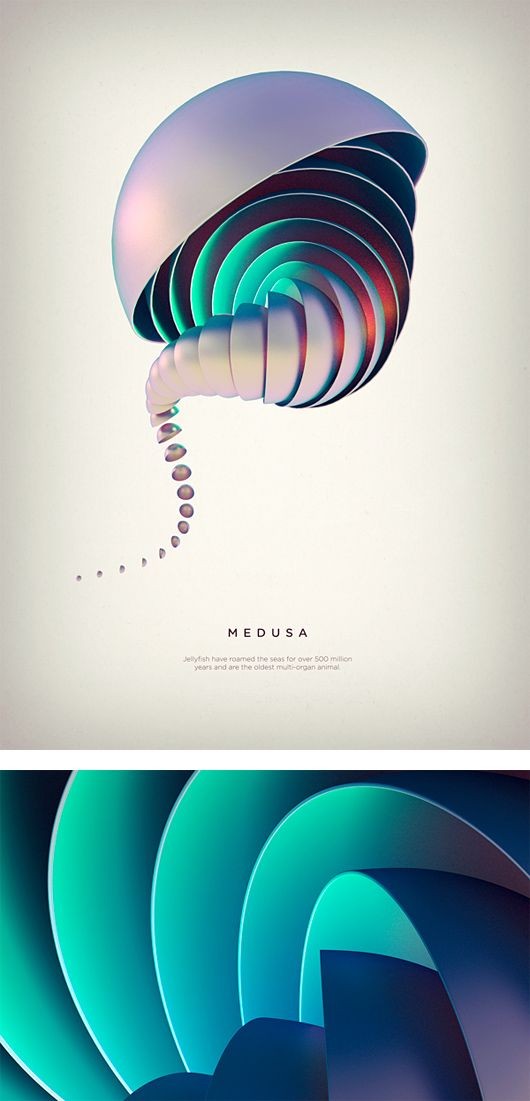 MEDUSA
Jellyfish have roamed the seas for over 500 million
years and are the oldest multi-organ animal.